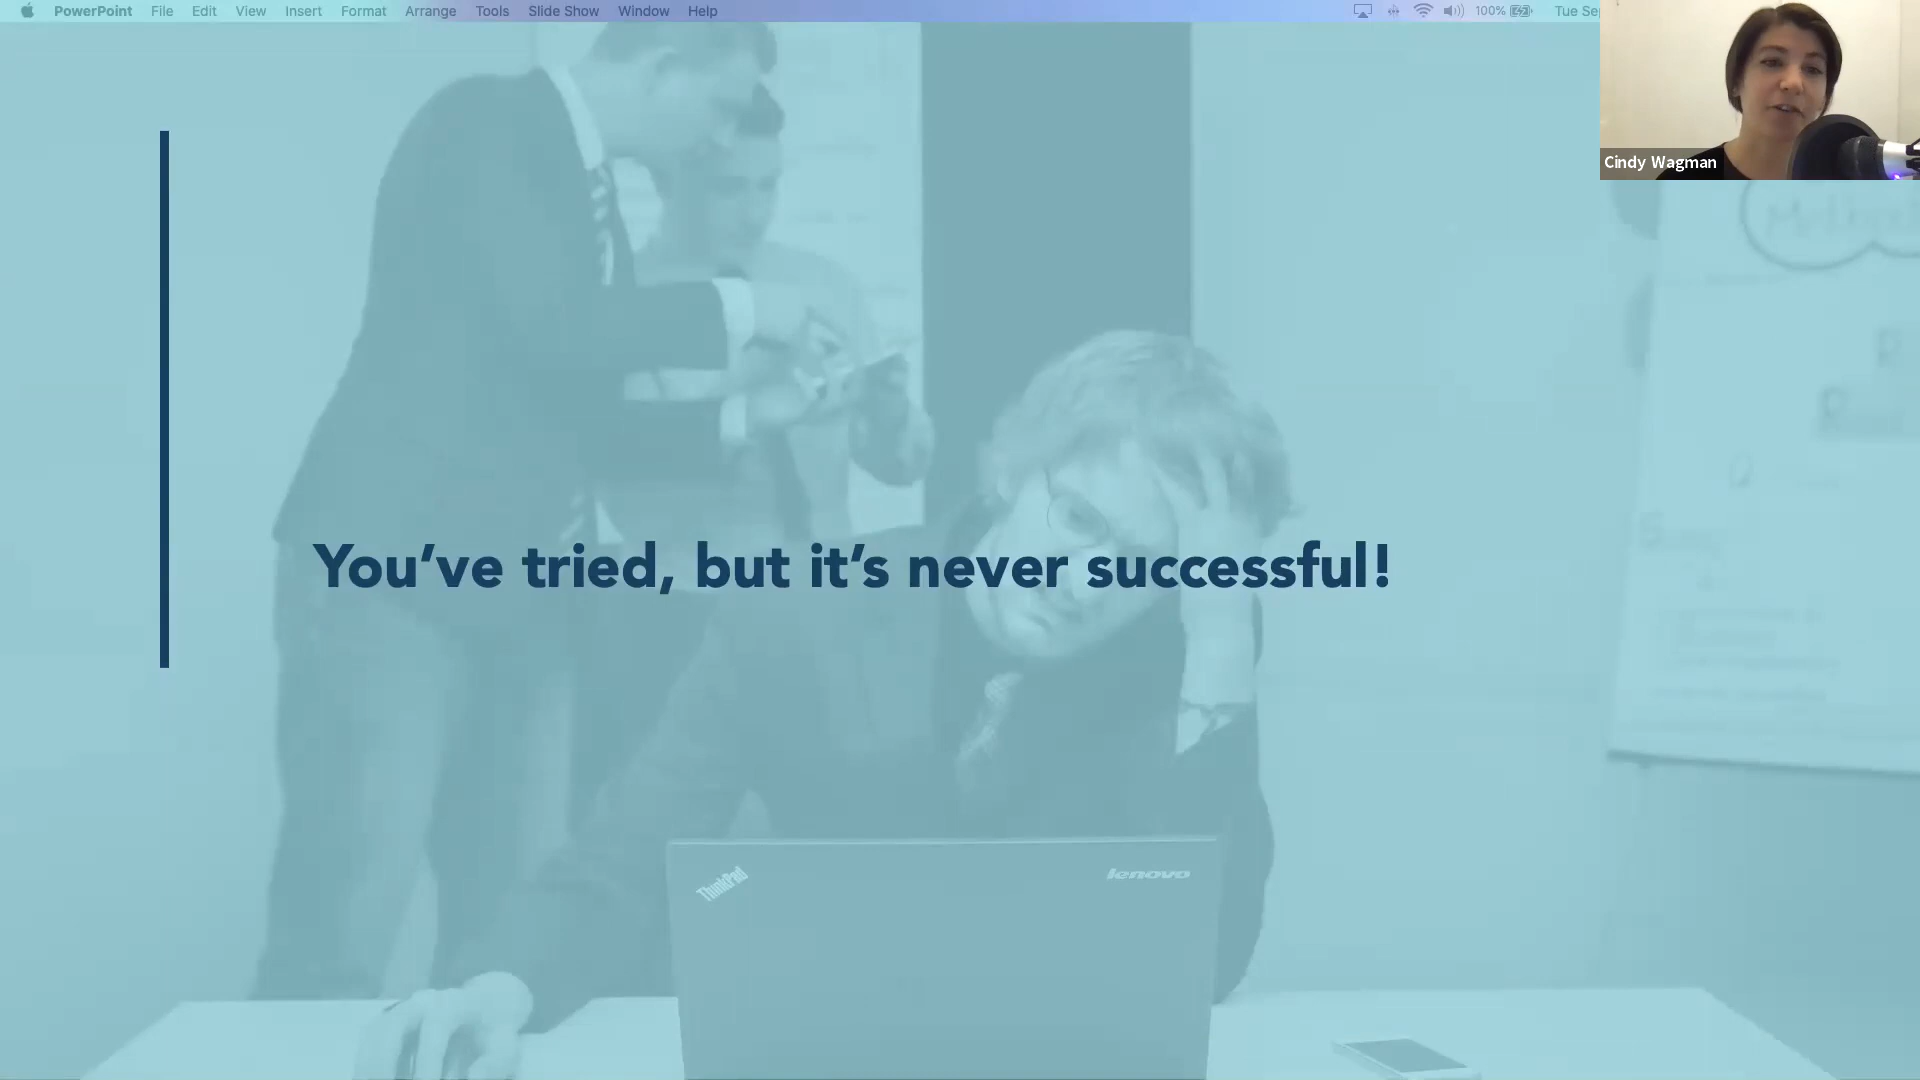 PowerPoint File Edit View Insert Format Arrange Tools Slide Show Window Help 100% Tue Sep
Cindy Wagman
You’ve tried, but it’s never successful!
ThinkPad
lenovo